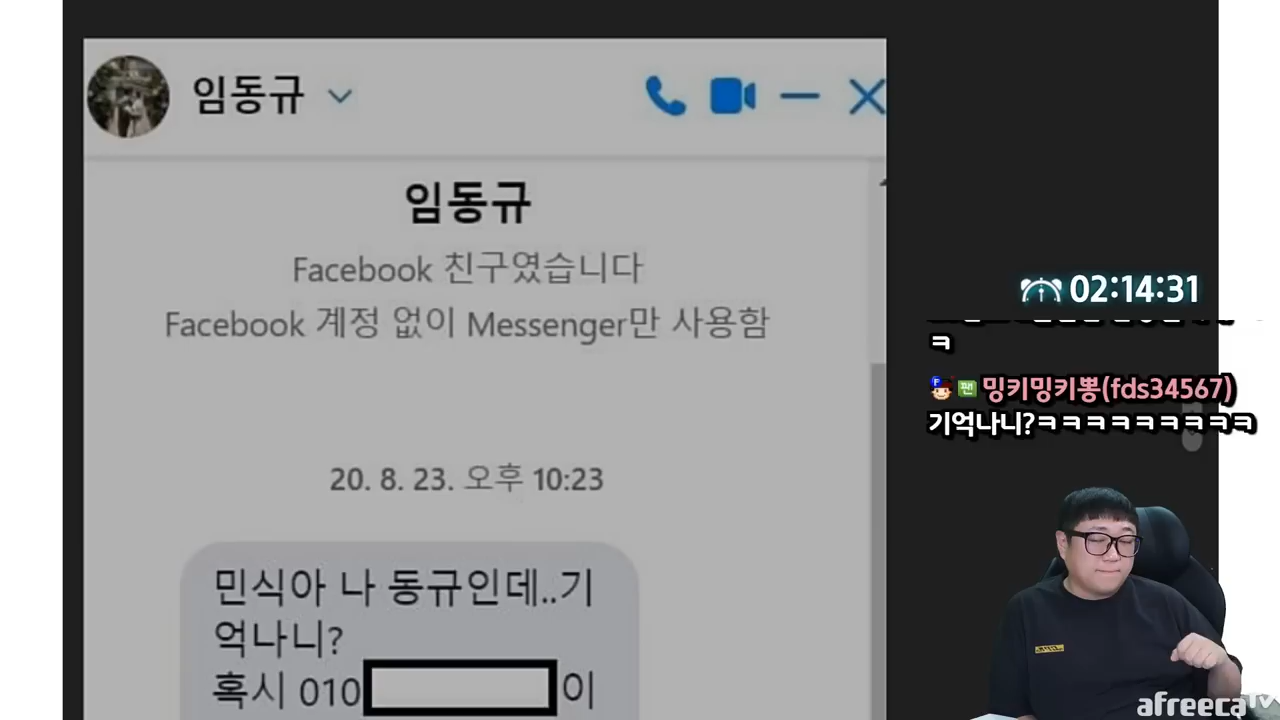 임동규
임동규
Facebook 친구였습니다
Facebook 계정 없이 Messenger만 사용함
20. 8. 23. 오후 10:23
민식아 나 동규인데..기
억나니?
혹시 010
이
02:14:31
ㅋ
팬 밍키밍키뽕(fds34567)
기억나니?ㅋㅋㅋㅋㅋㅋㅋㅋㅋ
afreecaTV